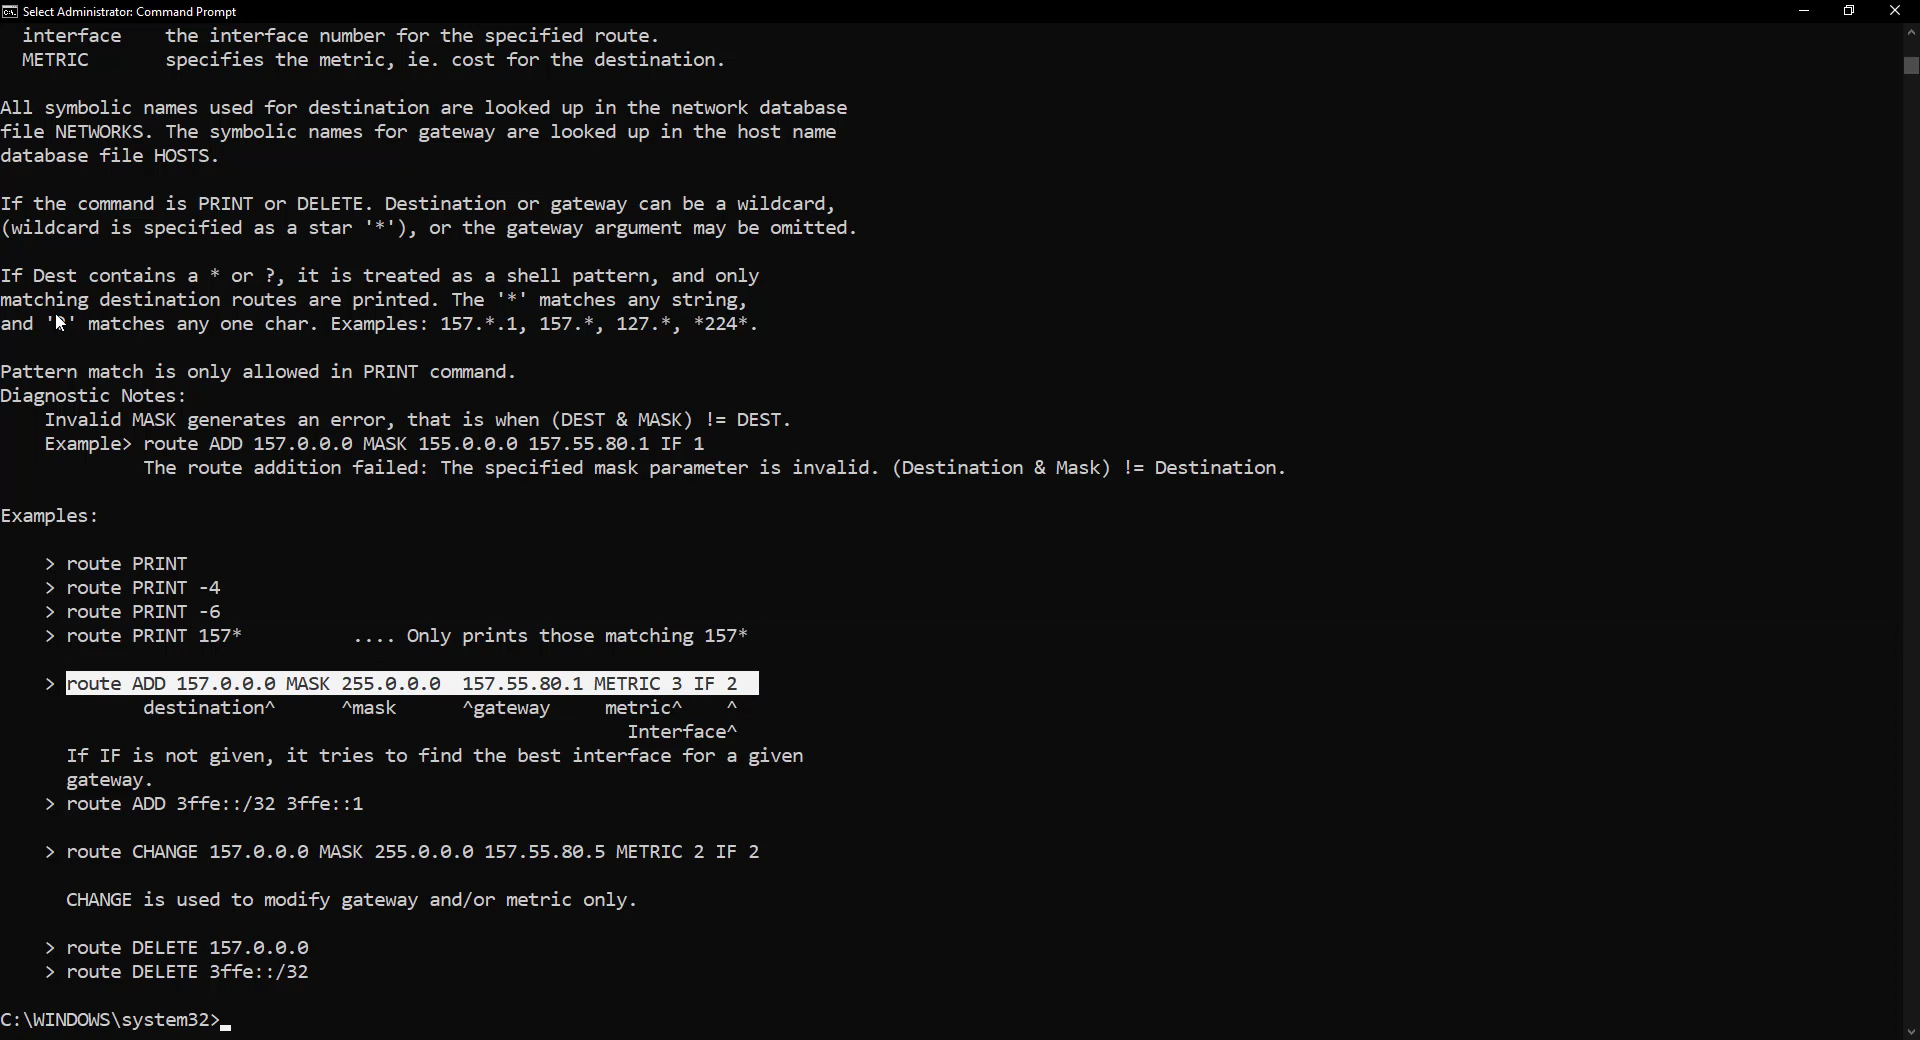 Select Administrator: Command Prompt
  interface    the interface number for the specified route.
  METRIC       specifies the metric, ie. cost for the destination.

All symbolic names used for destination are looked up in the network database
file NETWORKS. The symbolic names for gateway are looked up in the host name
database file HOSTS.

If the command is PRINT or DELETE. Destination or gateway can be a wildcard,
(wildcard is specified as a star '*'), or the gateway argument may be omitted.

If Dest contains a * or ?, it is treated as a shell pattern, and only
matching destination routes are printed. The '*' matches any string,
and '?' matches any one char. Examples: 157.*.1, 157.*, 127.*, *224*.

Pattern match is only allowed in PRINT command.
Diagnostic Notes:
    Invalid MASK generates an error, that is when (DEST & MASK) != DEST.
    Example> route ADD 157.0.0.0 MASK 155.0.0.0 157.55.80.1 IF 1
             The route addition failed: The specified mask parameter is invalid. (Destination & Mask) != Destination.

Examples:

    > route PRINT
    > route PRINT -4
    > route PRINT -6
    > route PRINT 157*          .... Only prints those matching 157*

    > route ADD 157.0.0.0 MASK 255.0.0.0  157.55.80.1 METRIC 3 IF 2
             destination^      ^mask      ^gateway     metric^    ^
                                                         Interface^
      If IF is not given, it tries to find the best interface for a given
      gateway.
    > route ADD 3ffe::/32 3ffe::1

    > route CHANGE 157.0.0.0 MASK 255.0.0.0 157.55.80.5 METRIC 2 IF 2

      CHANGE is used to modify gateway and/or metric only.

    > route DELETE 157.0.0.0
    > route DELETE 3ffe::/32

C:\WINDOWS\system32>